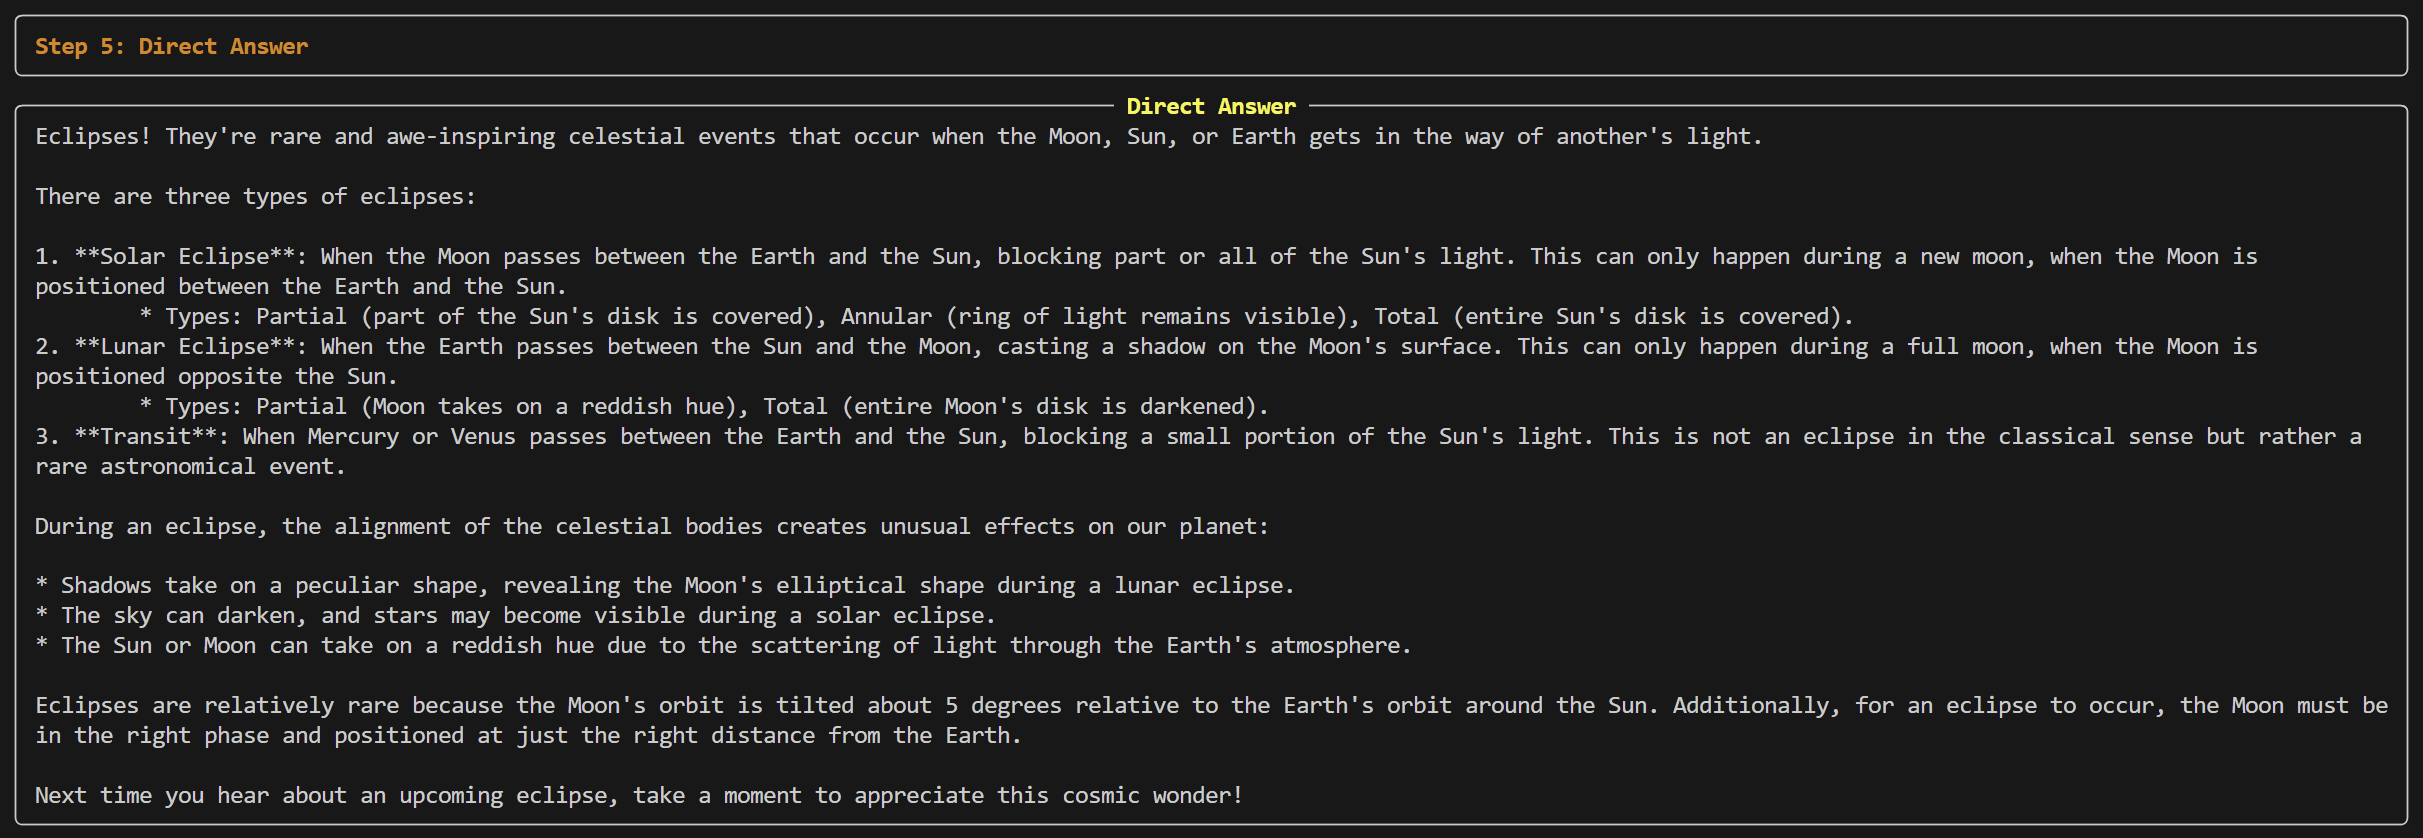 Step 5: Direct Answer
Direct Answer
Eclipses! They're rare and awe-inspiring celestial events that occur when the Moon, Sun, or Earth gets in the way of another's light.
There are three types of eclipses:
1. **Solar Eclipse**: When the Moon passes between the Earth and the Sun, blocking part or all of the Sun's light. This can only happen during a new moon, when the Moon is
positioned between the Earth and the Sun.
* Types: Partial (part of the Sun's disk is covered), Annular (ring of light remains visible), Total (entire Sun's disk is covered).
2. **Lunar Eclipse**: When the Earth passes between the Sun and the Moon, casting a shadow on the Moon's surface. This can only happen during a full moon, when the Moon is
positioned opposite the Sun.
* Types: Partial (Moon takes on a reddish hue), Total (entire Moon's disk is darkened).
3. **Transit**: When Mercury or Venus passes between the Earth and the Sun, blocking a small portion of the Sun's light. This is not an eclipse in the classical sense but rather a
rare astronomical event.
During an eclipse, the alignment of the celestial bodies creates unusual effects on our planet:
* Shadows take on a peculiar shape, revealing the Moon's elliptical shape during a lunar eclipse.
* The sky can darken, and stars may become visible during a solar eclipse.
* The Sun or Moon can take on a reddish hue due to the scattering of light through the Earth's atmosphere.
Eclipses are relatively rare because the Moon's orbit is tilted about 5 degrees relative to the Earth's orbit around the Sun. Additionally, for an eclipse to occur, the Moon must be
in the right phase and positioned at just the right distance from the Earth.
Next time you hear about an upcoming eclipse, take a moment to appreciate this cosmic wonder!